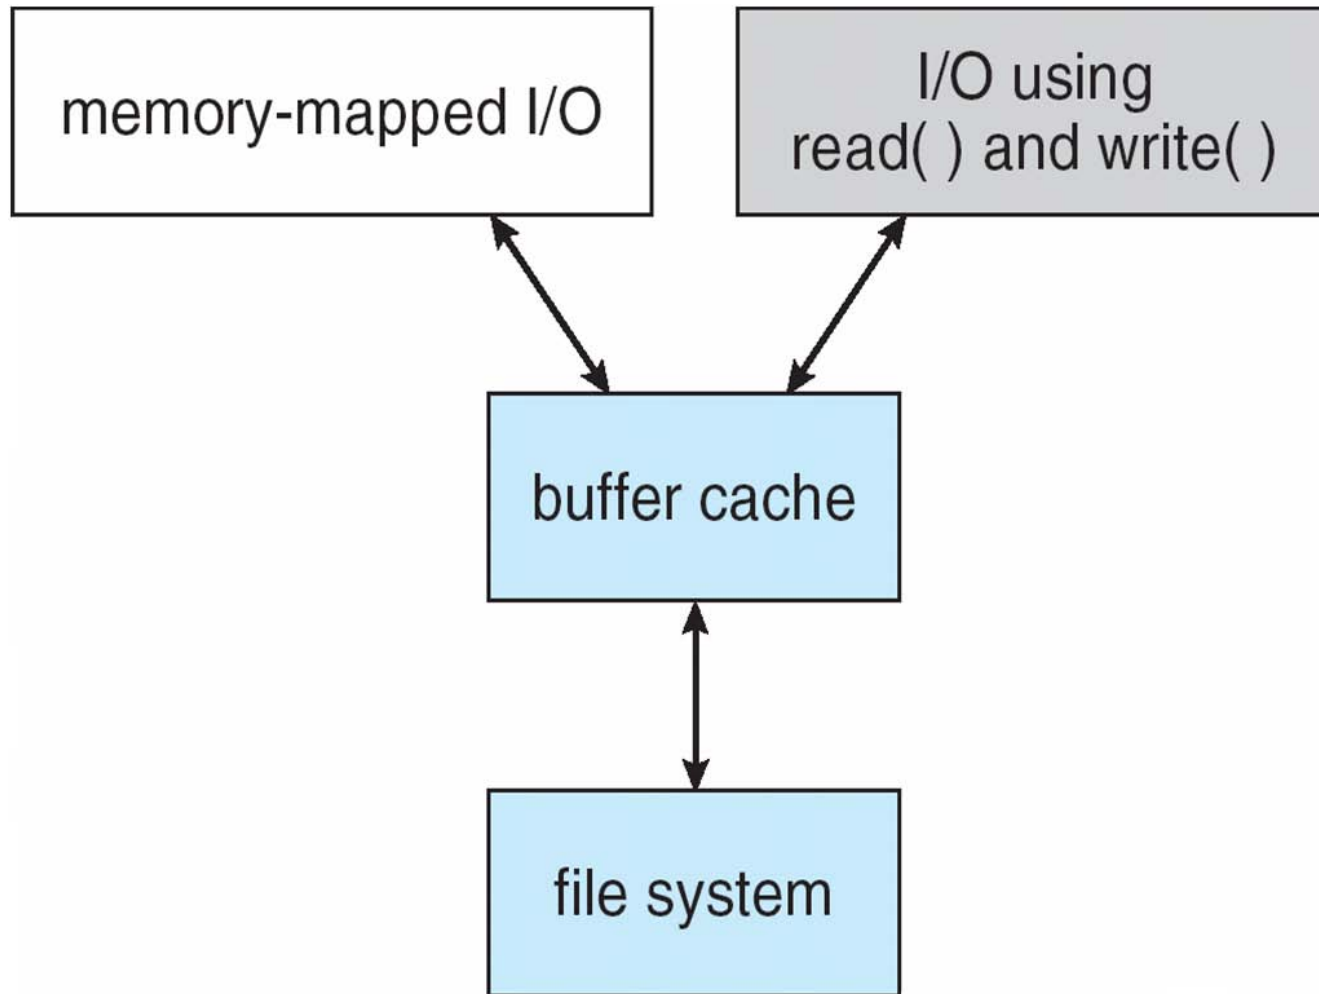 memory-mapped I/O
I/O using
read( ) and write( )
buffer cache
file system